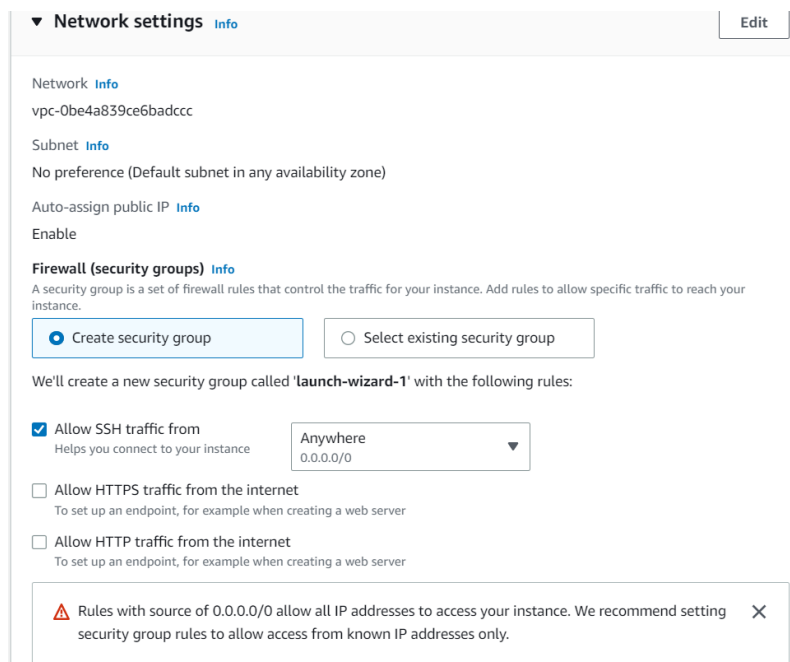 Network settings Info
Edit
Network Info
vpc-0be4a839ce6badccc
Subnet Info
No preference (Default subnet in any availability zone)
Auto-assign public IP Info
Enable
Firewall (security groups) Info
A security group is a set of firewall rules that control the traffic for your instance. Add rules to allow specific traffic to reach your
instance.
Create security group
Select existing security group
We'll create a new security group called 'launch-wizard-1' with the following rules:
Allow SSH traffic from
Helps you connect to your instance
Anywhere
0.0.0.0/0
Allow HTTPS traffic from the internet
To set up an endpoint, for example when creating a web server
Allow HTTP traffic from the internet
To set up an endpoint, for example when creating a web server
Rules with source of 0.0.0.0/0 allow all IP addresses to access your instance. We recommend setting
security group rules to allow access from known IP addresses only.